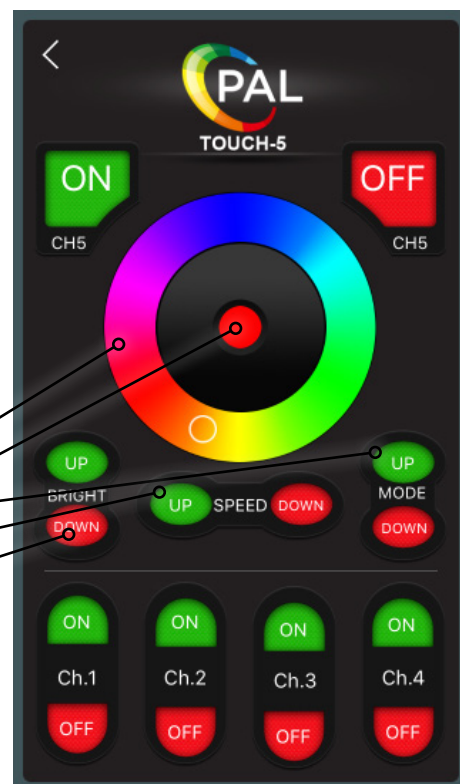 PAL
TOUCH-5
ON
OFF
CH5
CH5
UP
BRIGHT
DOWN
UP
SPEED
DOWN
UP
MODE
DOWN
ON
ON
ON
ON
Ch.1
Ch.2
Ch.3
Ch.4
OFF
OFF
OFF
OFF